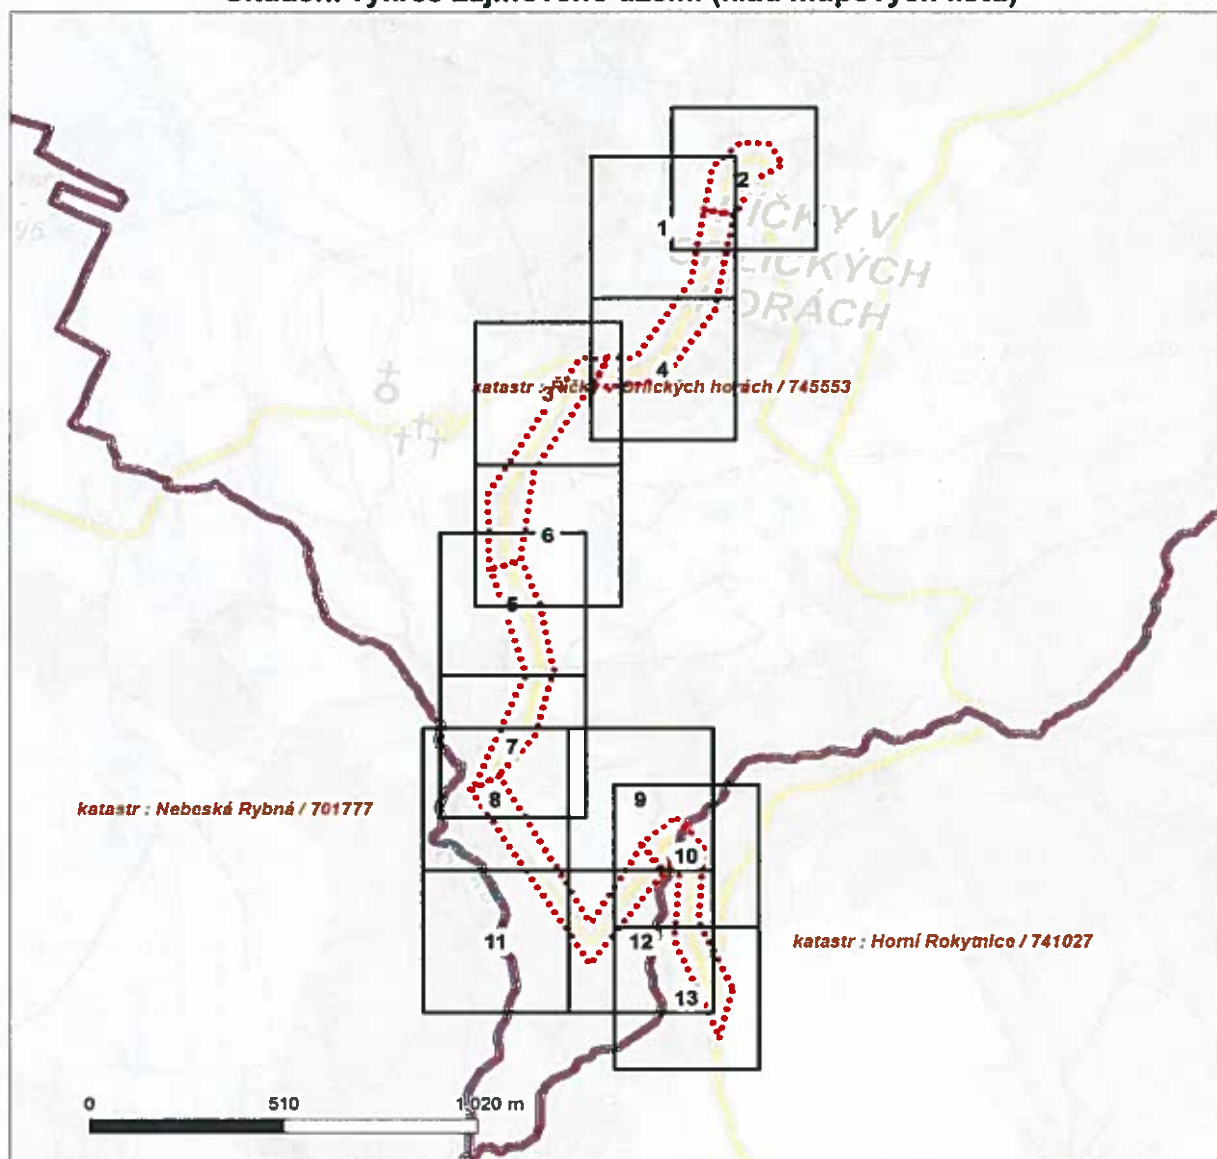 2
ŘÍČKY V
1
ORLICKÝCH
HORÁCH
4
katastr : Říčky v Orlických horách / 745553
3
6
5
7
katastr : Nebeská Rybná / 701777
8
9
10
11
12
katastr : Horní Rokytnice / 741027
13
0 510 1 020 m